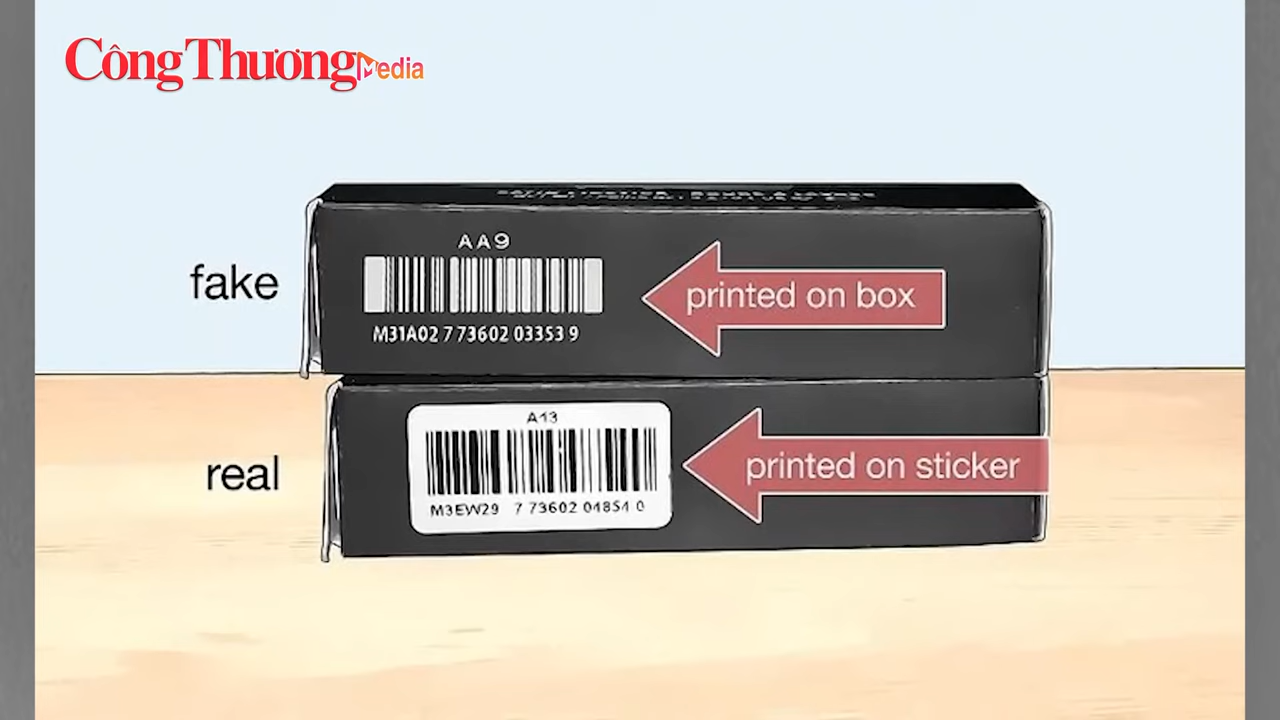 Công Thương Media
AA9
fake
printed on box
M31A02 7 73602 03353 9
A13
real
printed on sticker
M3EW29 7 73602 04854 0